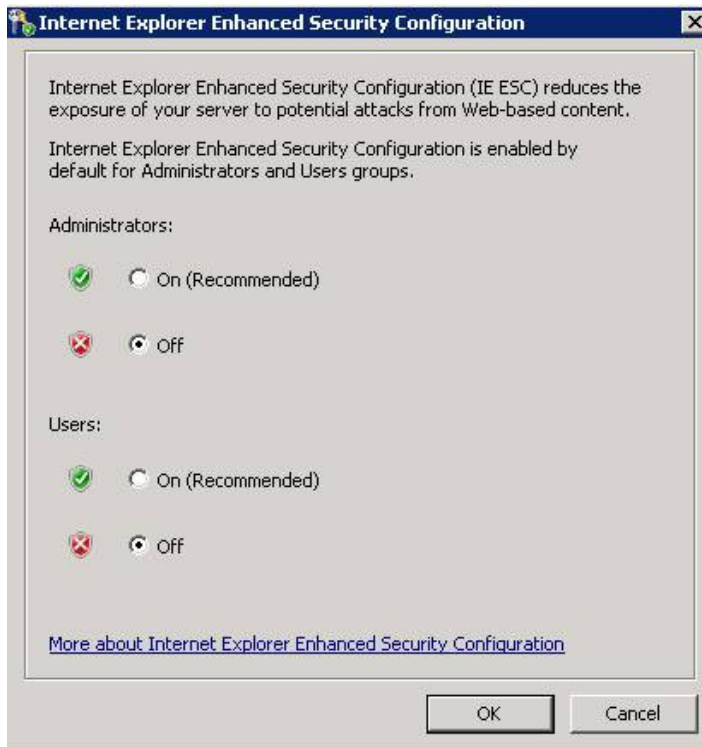 Internet Explorer Enhanced Security Configuration
Internet Explorer Enhanced Security Configuration (IE ESC) reduces the
exposure of your server to potential attacks from Web-based content.
Internet Explorer Enhanced Security Configuration is enabled by
default for Administrators and Users groups.
Administrators:
On (Recommended)
Off
Users:
On (Recommended)
Off
More about Internet Explorer Enhanced Security Configuration
OK
Cancel